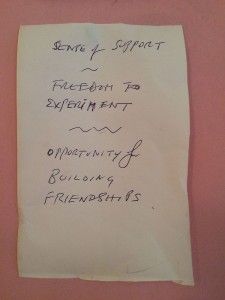 SENSE of SUPPORT
~
FREEDOM TO
EXPERIMENT
~
OPPORTUNITY of
BUILDING
FRIENDSHIPS.